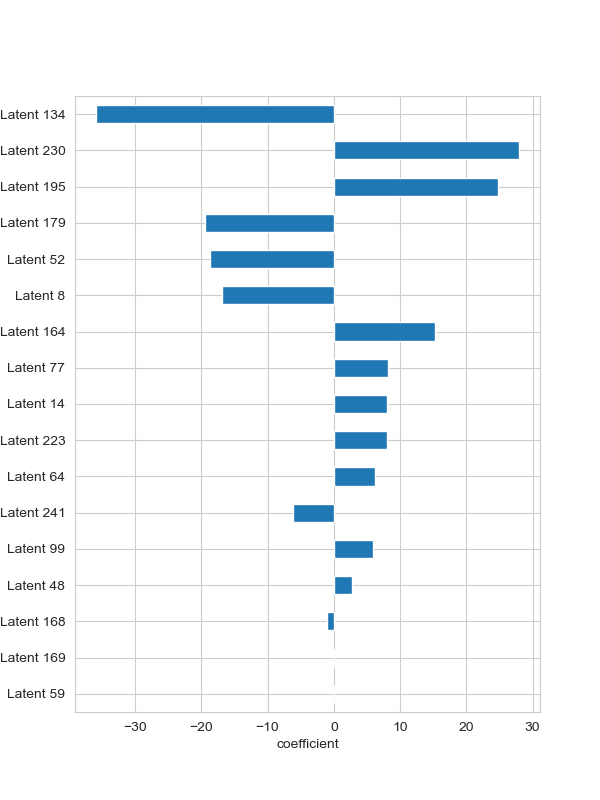 Latent 134
Latent 230
Latent 195
Latent 179
Latent 52
Latent 8
Latent 164
Latent 77
Latent 14
Latent 223
Latent 64
Latent 241
Latent 99
Latent 48
Latent 168
Latent 169
Latent 59
−30 −20 −10 0 10 20 30
coefficient